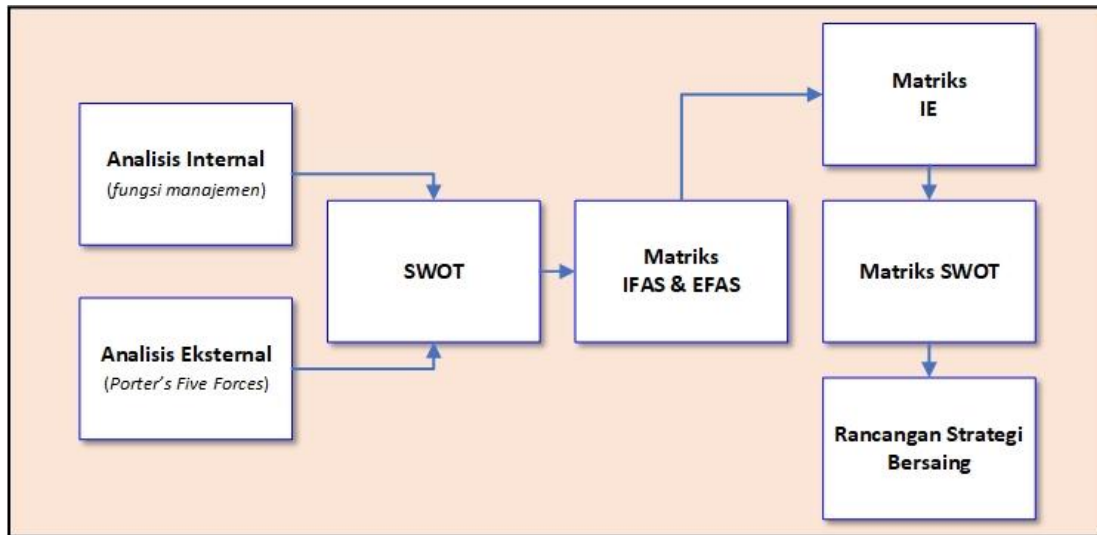 Analisis Internal
(fungsi manajemen)
Analisis Eksternal
(Porter's Five Forces)
SWOT
Matriks
IFAS & EFAS
Matriks
IE
Matriks SWOT
Rancangan Strategi
Bersaing